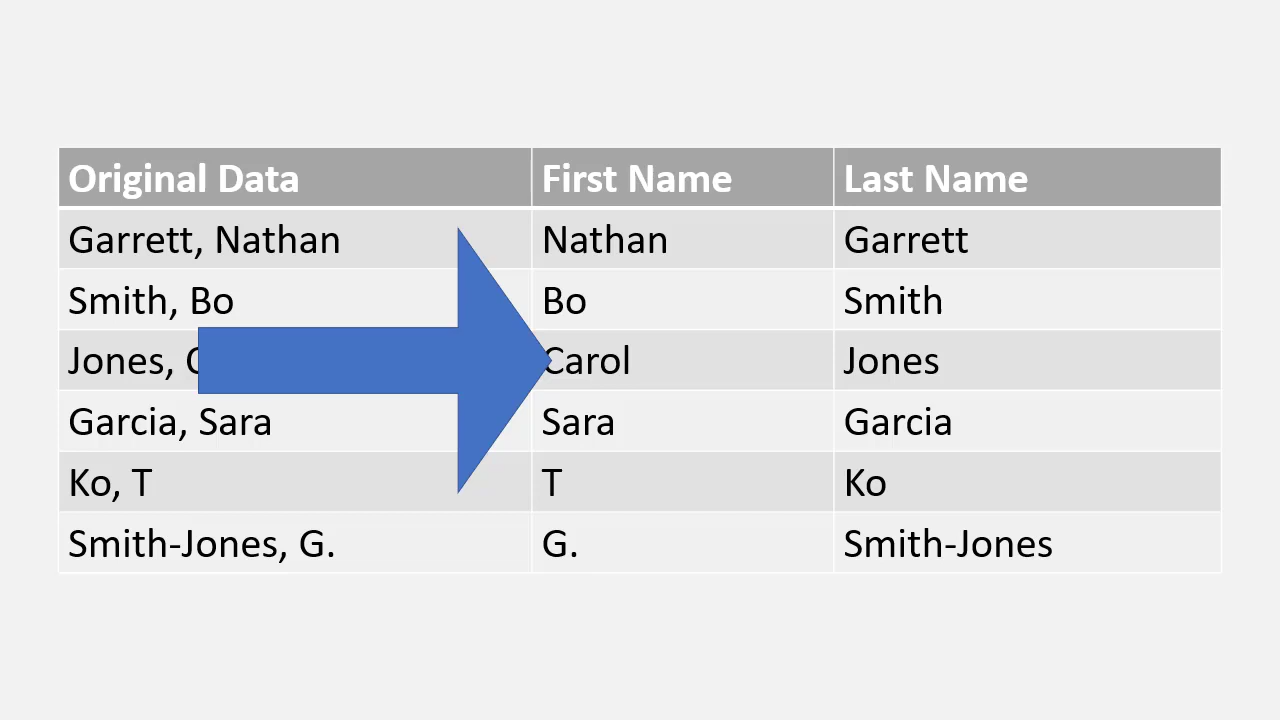 Original Data First Name Last Name
Garrett, Nathan Nathan Garrett
Smith, Bo Bo Smith
Jones, Carol Jones
Garcia, Sara Sara Garcia
Ko, T T Ko
Smith-Jones, G. G. Smith-Jones